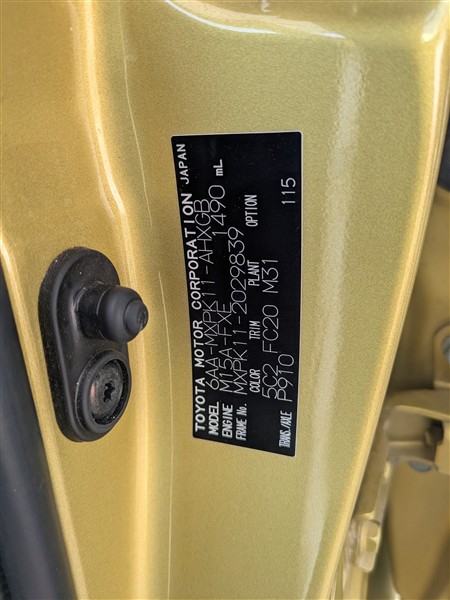 TOYOTA MOTOR CORPORATION JAPAN
MODEL 6AA-MXPK11-AHXGB
ENGINE M15A-FXE 1490 mL
FRAME No. MXPK11-2029839
COLOR TRIM PLANT OPTION
5C2 FC20 M31 115
TRANS./AXLE P910